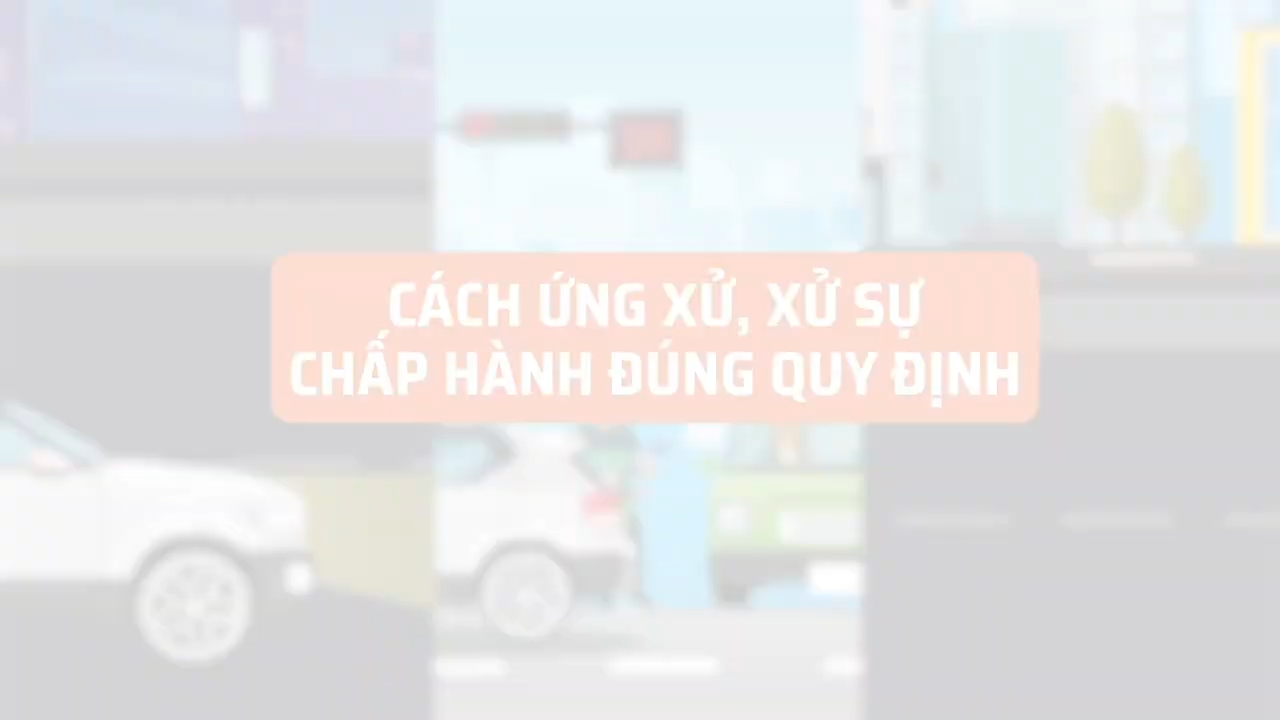 CÁCH ỨNG XỬ, XỬ SỰ
CHẤP HÀNH ĐÚNG QUY ĐỊNH